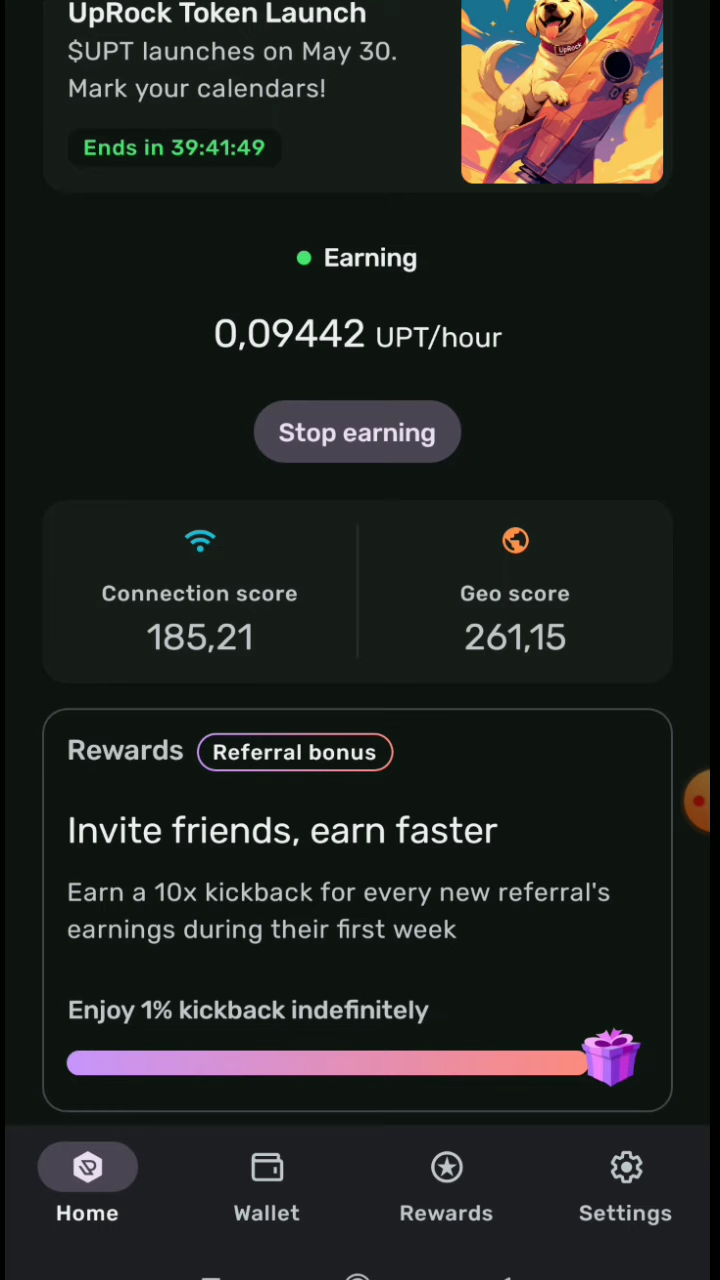 UpRock Token Launch
$UPT launches on May 30.
Mark your calendars!
UpRock
Ends in 39:41:49
Earning
0,09442 UPT/hour
Stop earning
Connection score
Geo score
185,21
261,15
Rewards
Referral bonus
Invite friends, earn faster
Earn a 10x kickback for every new referral's
earnings during their first week
Enjoy 1% kickback indefinitely
Home
Wallet
Rewards
Settings